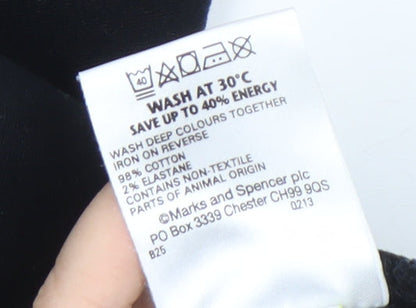 40
WASH AT 30°C
SAVE UP TO 40% ENERGY
WASH DEEP COLOURS TOGETHER
IRON ON REVERSE
98% COTTON
2% ELASTANE
CONTAINS NON-TEXTILE
PARTS OF ANIMAL ORIGIN
©Marks and Spencer plc
PO Box 3339 Chester CH99 9QS
B25 0213